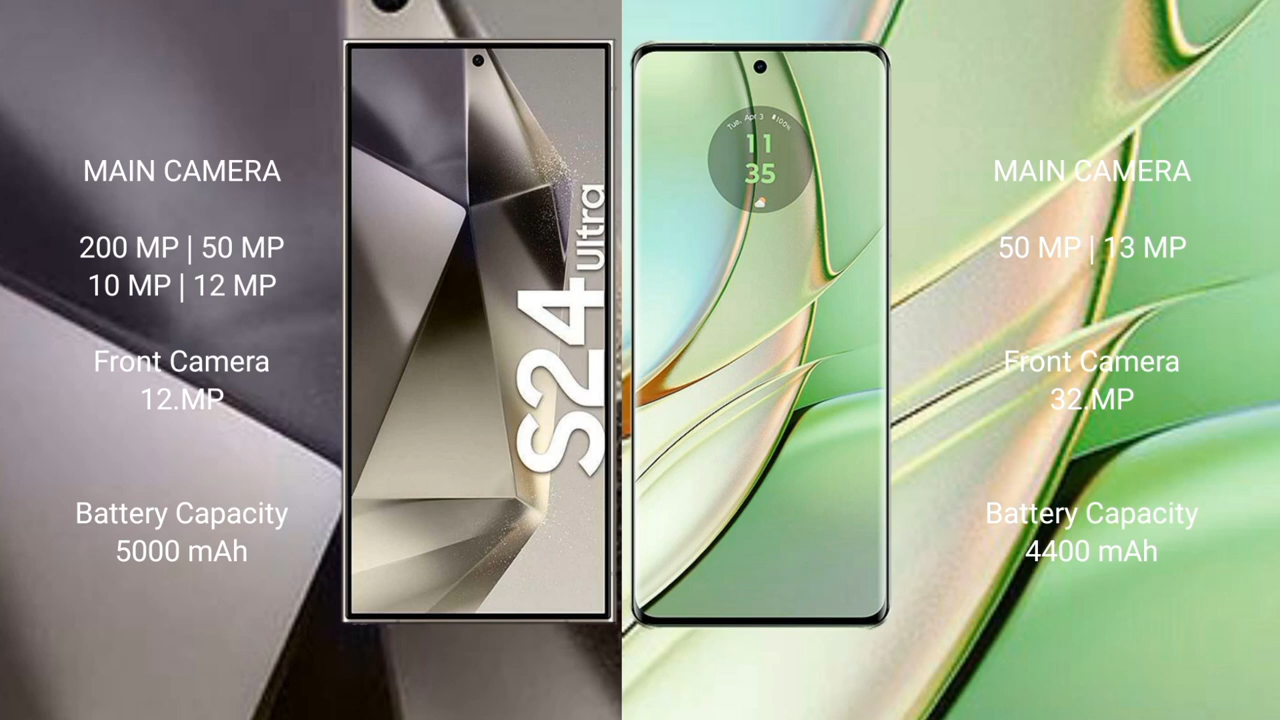 MAIN CAMERA
200 MP | 50 MP
10 MP | 12 MP
Front Camera
12.MP
Battery Capacity
5000 mAh
S24 ultra
Tue, Apr 3 100%
11
35
MAIN CAMERA
50 MP | 13 MP
Front Camera
32.MP
Battery Capacity
4400 mAh